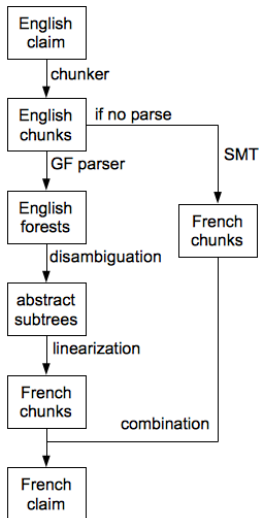 English
claim
chunker
English
chunks
if no parse
GF parser
SMT
English
forests
French
chunks
disambiguation
abstract
subtrees
linearization
French
chunks
combination
French
claim